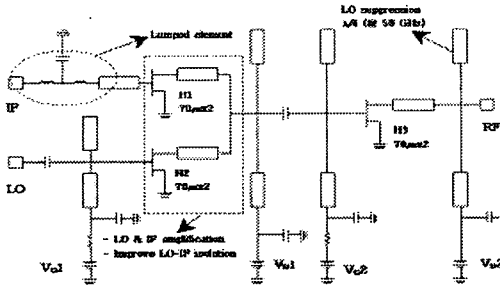 Lumped element
LO suppression
λ/4 (@ 58 GHz)
IF
H1
70㎛x2
RF
H3
70㎛x2
LO
H2
70㎛x2
- LO & IF amplification
- Improve LO-IF isolation
VG1
VD1
VG2
VD2